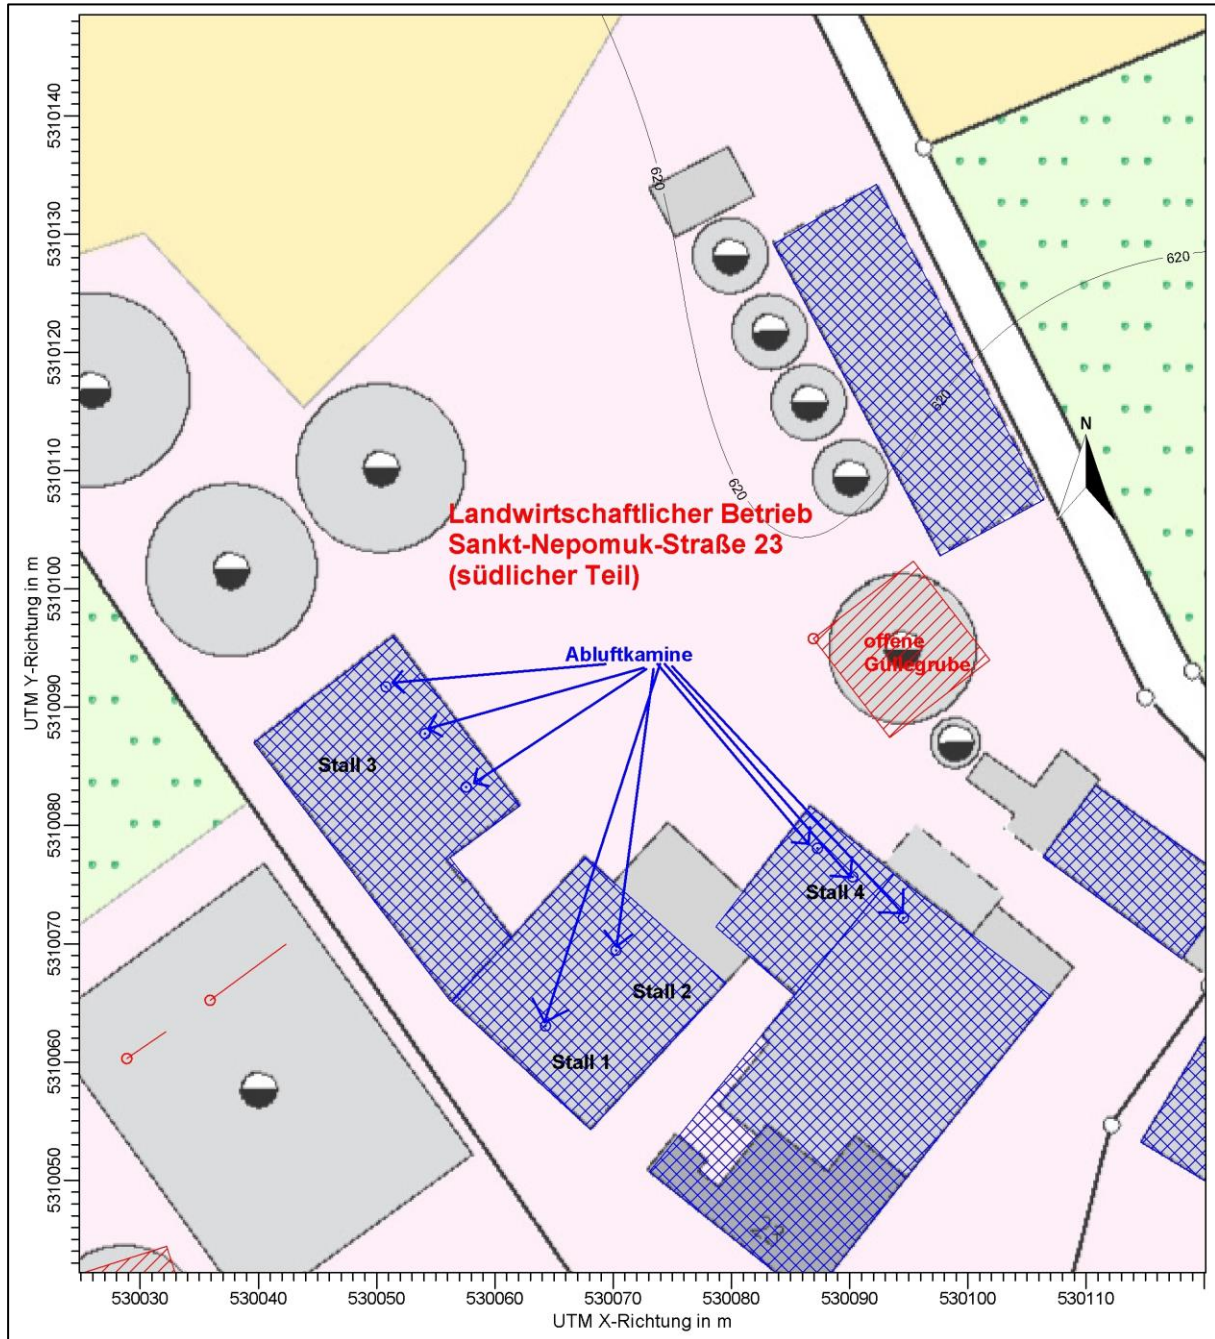 5310140
5310130
5310120
5310110
5310100
5310090
5310080
5310070
5310060
5310050
UTM Y-Richtung in m
620
620
620
620
N
Landwirtschaftlicher Betrieb
Sankt-Nepomuk-Straße 23
(südlicher Teil)
offene
Güllegrube
Abluftkamine
Stall 3
Stall 4
Stall 2
Stall 1
23
530030
530040
530050
530060
530070
530080
530090
530100
530110
UTM X-Richtung in m